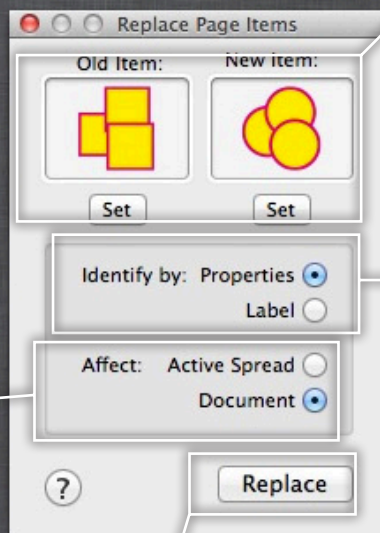 Replace Page Items
Old Item: New Item:
Set Set
Identify by: Properties
Label
Affect: Active Spread
Document
? Replace